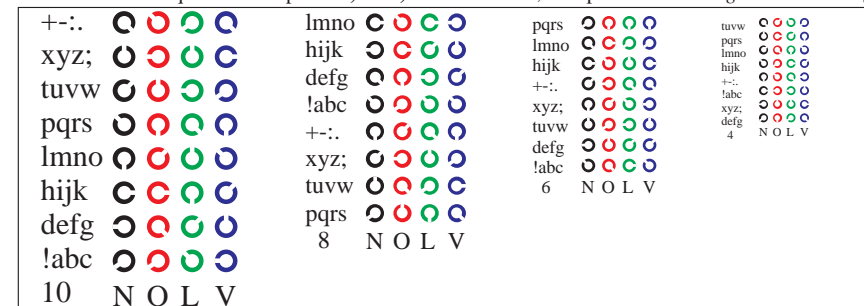 +-:.
xyz;
tuvw
pqrs
lmno
hijk
defg
!abc
10 N O L V
lmno
hijk
defg
!abc
+-:.
xyz;
tuvw
pqrs
8 N O L V
pqrs
lmno
hijk
+-:.
xyz;
tuvw
defg
!abc
6 N O L V
tuvw
pqrs
lmno
hijk
+-:.
!abc
xyz;
defg
4 N O L V